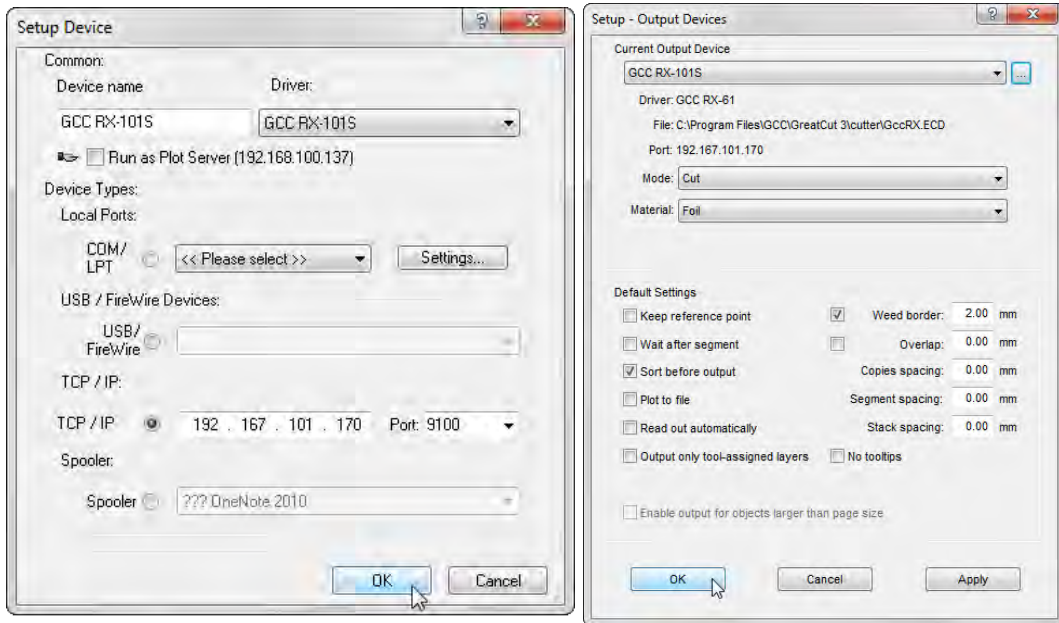 Setup Device
Common:
Device name Driver:
GCC RX-101S GCC RX-101S
Run as Plot Server (192.168.100.137)
Device Types:
Local Ports:
COM/
LPT << Please select >> Settings...
USB / FireWire Devices:
USB/
FireWire
TCP / IP:
TCP / IP 192 . 167 . 101 . 170 Port: 9100
Spooler:
Spooler ??? OneNote 2010
OK Cancel
Setup - Output Devices
Current Output Device
GCC RX-101S ...
Driver: GCC RX-61
File: C:\Program Files\GCC\GreatCut 3\cutter\GccRX.ECD
Port: 192.167.101.170
Mode: Cut
Material: Foil
Default Settings
Keep reference point Weed border: 2.00 mm
Wait after segment Overlap: 0.00 mm
Sort before output Copies spacing: 0.00 mm
Plot to file Segment spacing: 0.00 mm
Read out automatically Stack spacing: 0.00 mm
Output only tool-assigned layers No tooltips
Enable output for objects larger than page size
OK Cancel Apply